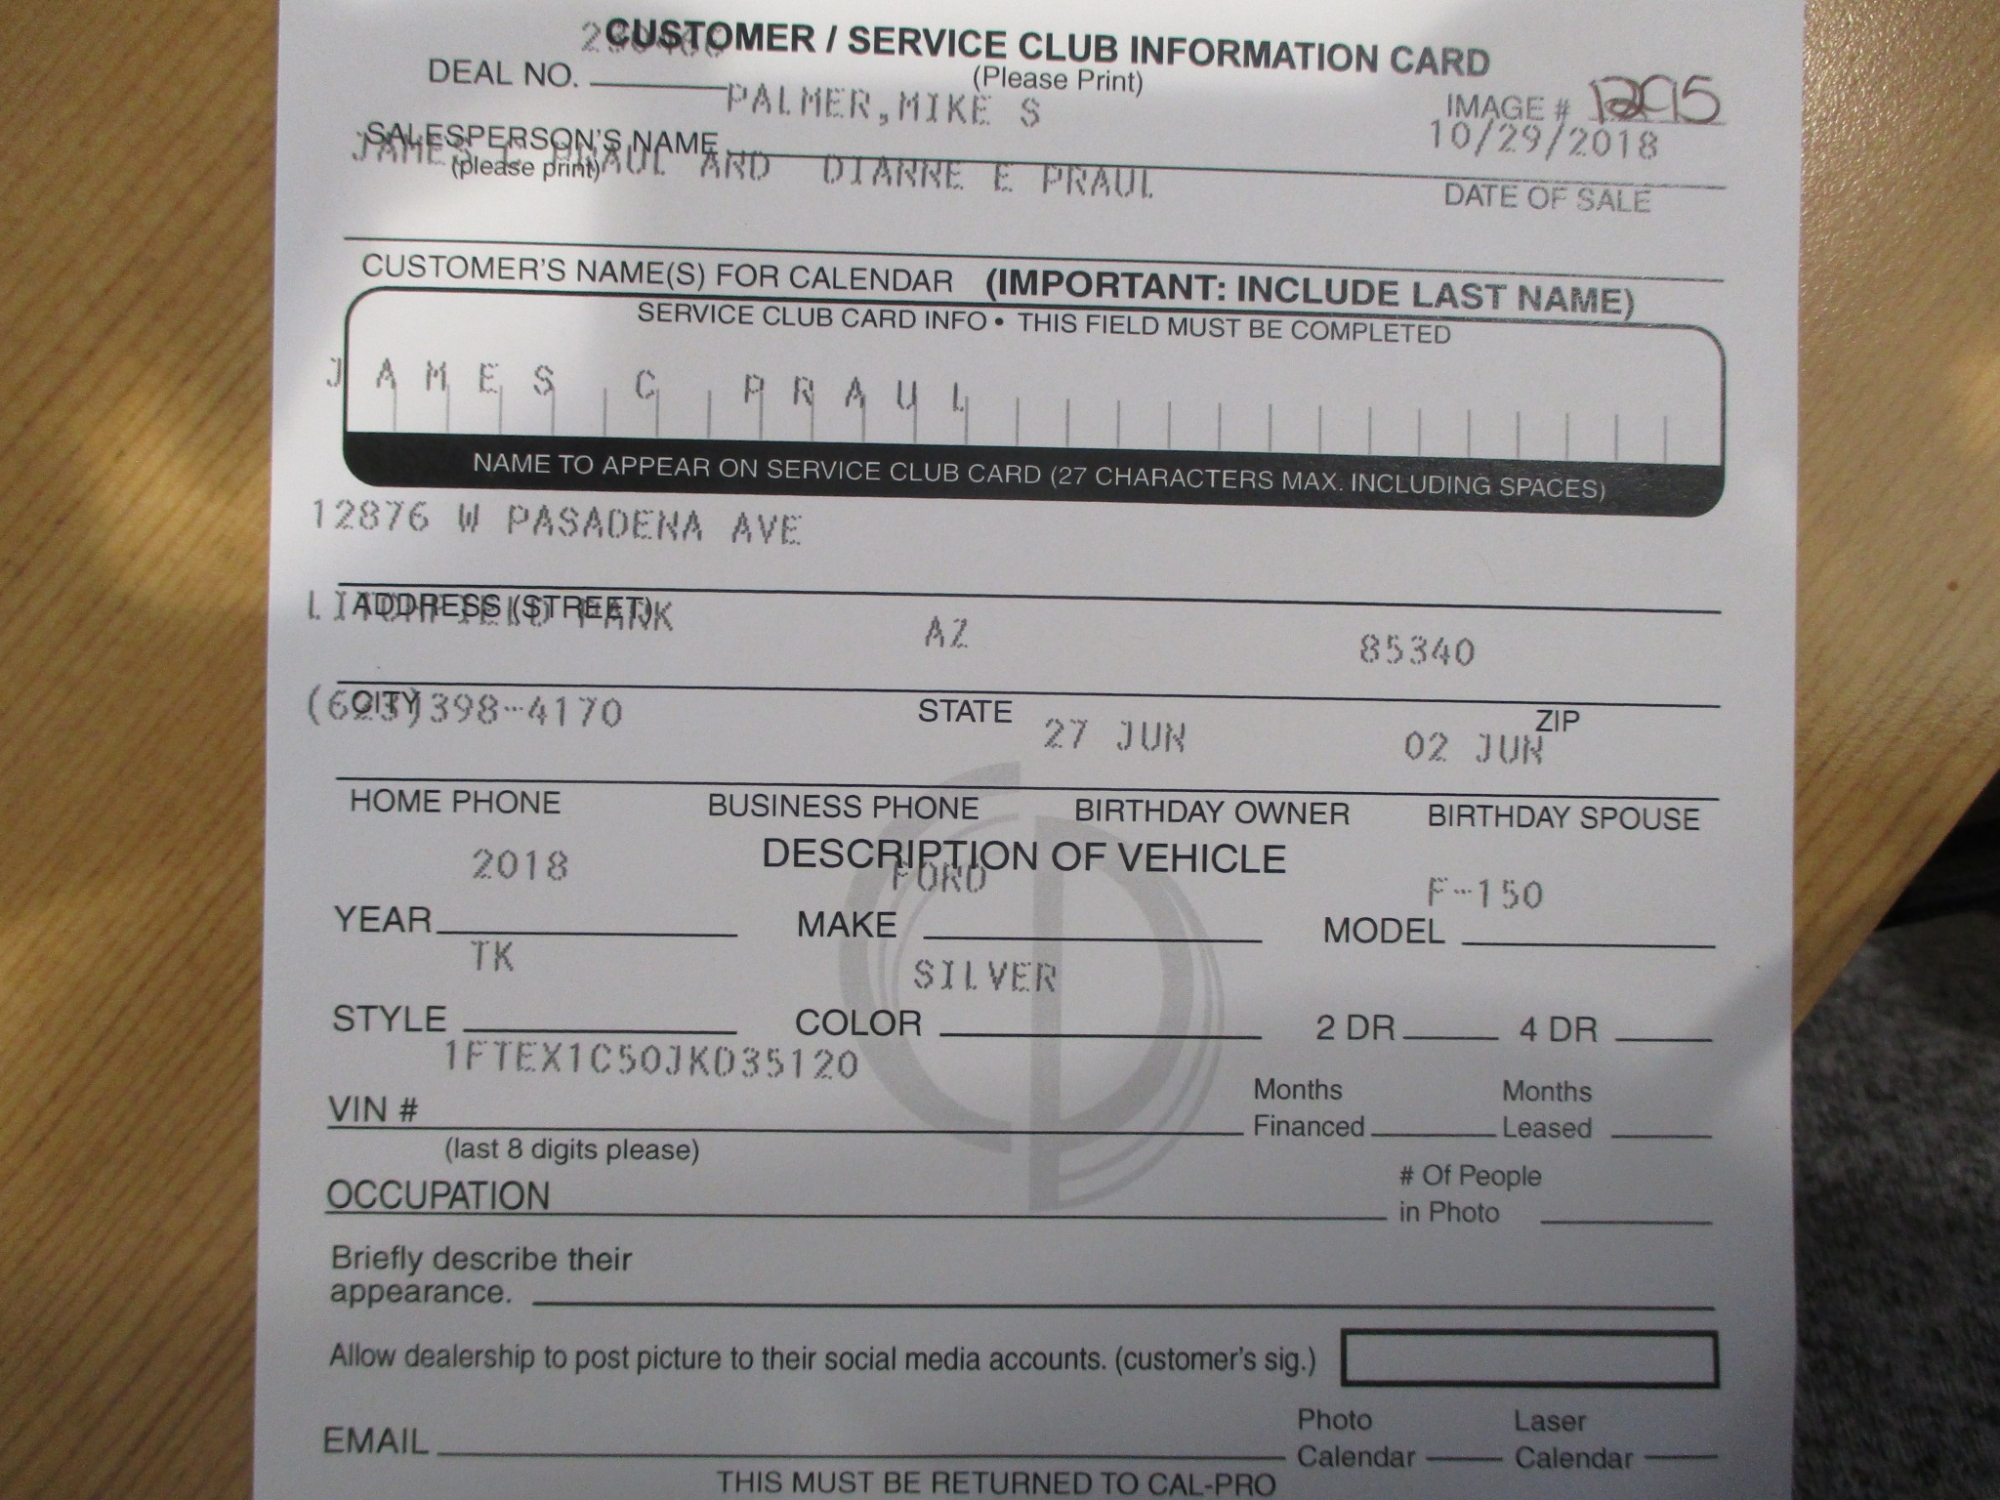 CUSTOMER / SERVICE CLUB INFORMATION CARD
(Please Print)
DEAL NO.
PALMER,MIKE S
IMAGE # 1295
10/29/2018
SALESPERSON'S NAME
(please print)
JAMES C PRAUL AND DIANNE E PRAUL
DATE OF SALE
CUSTOMER'S NAME(S) FOR CALENDAR (IMPORTANT: INCLUDE LAST NAME)
SERVICE CLUB CARD INFO • THIS FIELD MUST BE COMPLETED
JAMES C PRAUL
NAME TO APPEAR ON SERVICE CLUB CARD (27 CHARACTERS MAX. INCLUDING SPACES)
12876 W PASADENA AVE
ADDRESS (STREET)
LITCHFIELD PARK AZ 85340
CITY STATE ZIP
(623)398-4170 27 JUN 02 JUN
HOME PHONE BUSINESS PHONE BIRTHDAY OWNER BIRTHDAY SPOUSE
DESCRIPTION OF VEHICLE
2018 FORD F-150
YEAR MAKE MODEL
TK SILVER
STYLE COLOR 2 DR 4 DR
1FTEX1C50JKD35120
VIN # Months Financed Months Leased
(last 8 digits please)
OCCUPATION # Of People in Photo
Briefly describe their
appearance.
Allow dealership to post picture to their social media accounts. (customer's sig.)
EMAIL Photo Calendar Laser Calendar
THIS MUST BE RETURNED TO CAL-PRO